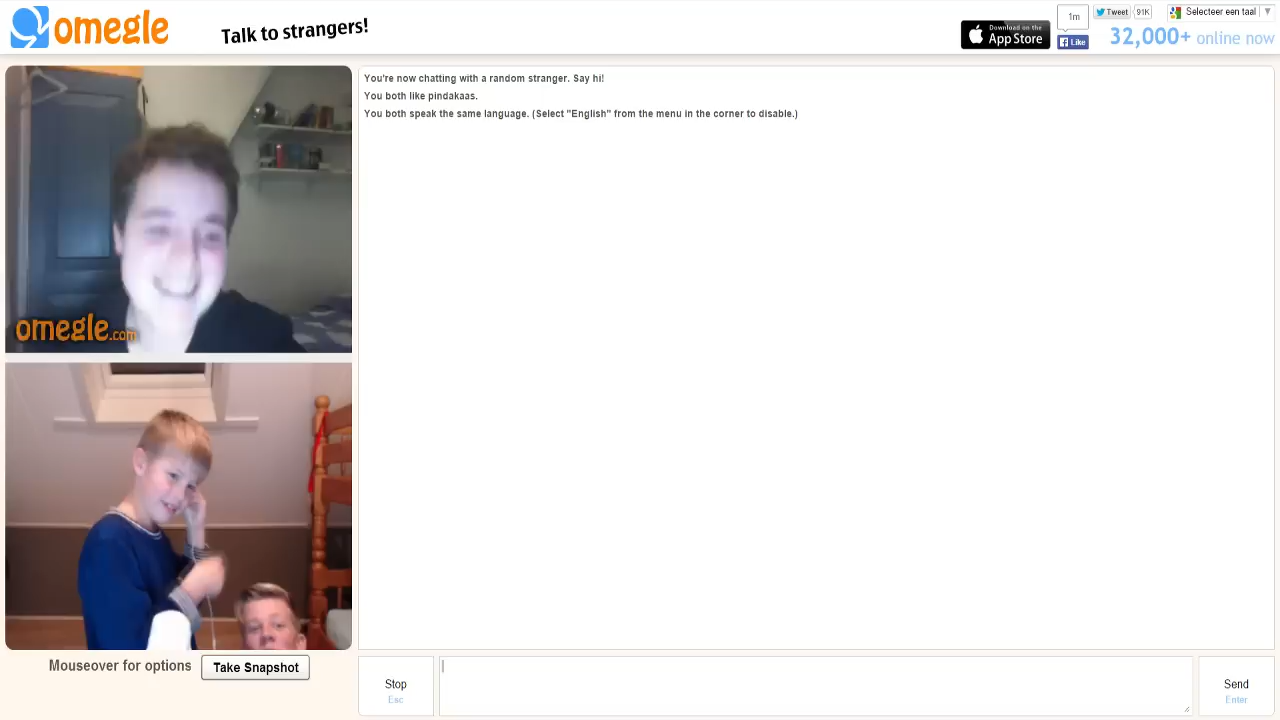 omegle
Talk to strangers!
Download on the
App Store
1m
Like
Tweet
91K
Selecteer een taal
32,000+ online now
omegle.com
You're now chatting with a random stranger. Say hi!
You both like pindakaas.
You both speak the same language. (Select "English" from the menu in the corner to disable.)
Mouseover for options
Take Snapshot
Stop
Esc
Send
Enter